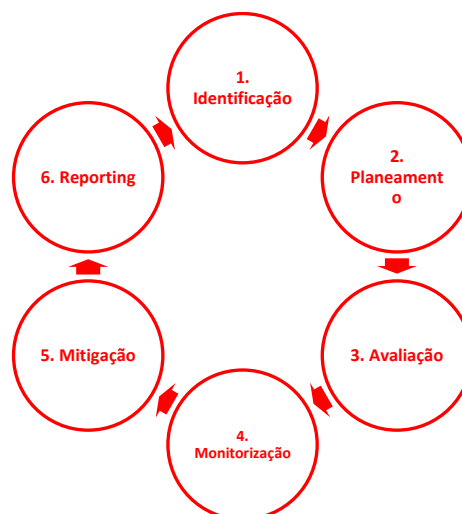 1.
Identificação
2.
Planeament
o
3. Avaliação
4.
Monitorização
5. Mitigação
6. Reporting